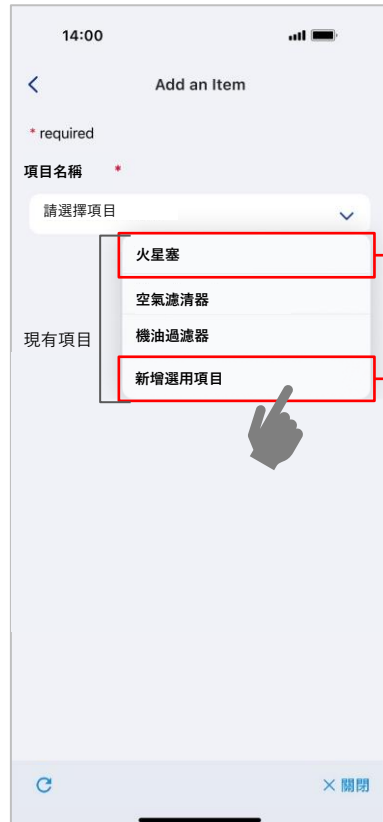 14:00
Add an Item
* required
項目名稱 *
請選擇項目
火星塞
空氣濾清器
現有項目
機油過濾器
新增選用項目
× 關閉